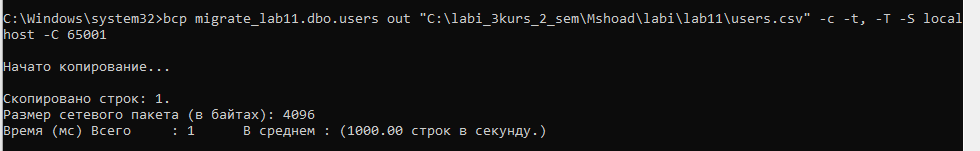 C:\Windows\system32>bcp migrate_lab11.dbo.users out "C:\labi_3kurs_2_sem\Mshoad\labi\lab11\users.csv" -c -t, -T -S local
host -C 65001
Начато копирование...
Скопировано строк: 1.
Размер сетевого пакета (в байтах): 4096
Время (мс) Всего     : 1      В среднем : (1000.00 строк в секунду.)